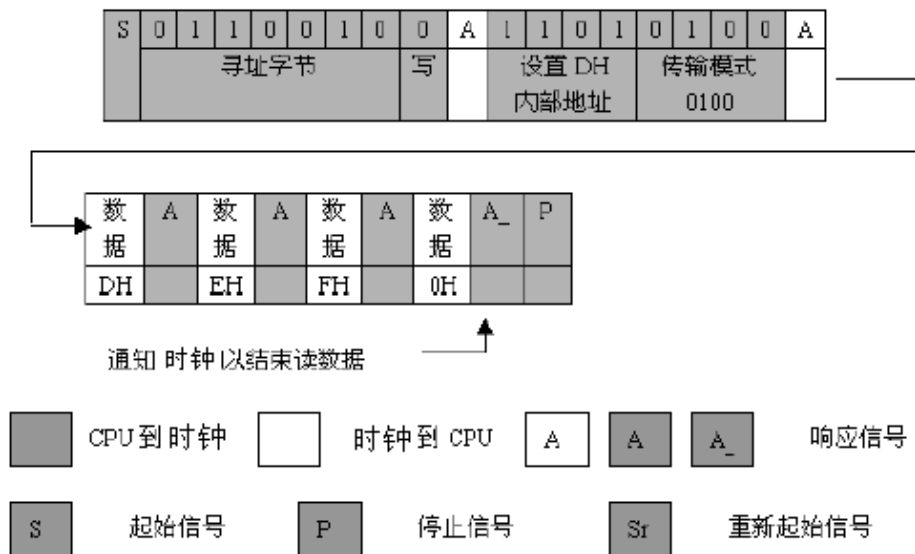 S 0 1 1 0 0 1 0 0 A 1 1 0 1 0 1 0 0 A
寻址字节 写 设置 DH 传输模式
内部地址 0100
数 A 数 A 数 A 数 A_ P
据 据 据 据
DH EH FH 0H
通知 时钟 以结束读数据
CPU 到 时钟 时钟 到 CPU A A A_ 响应信号
S 起始信号 P 停止信号 Sr 重新起始信号